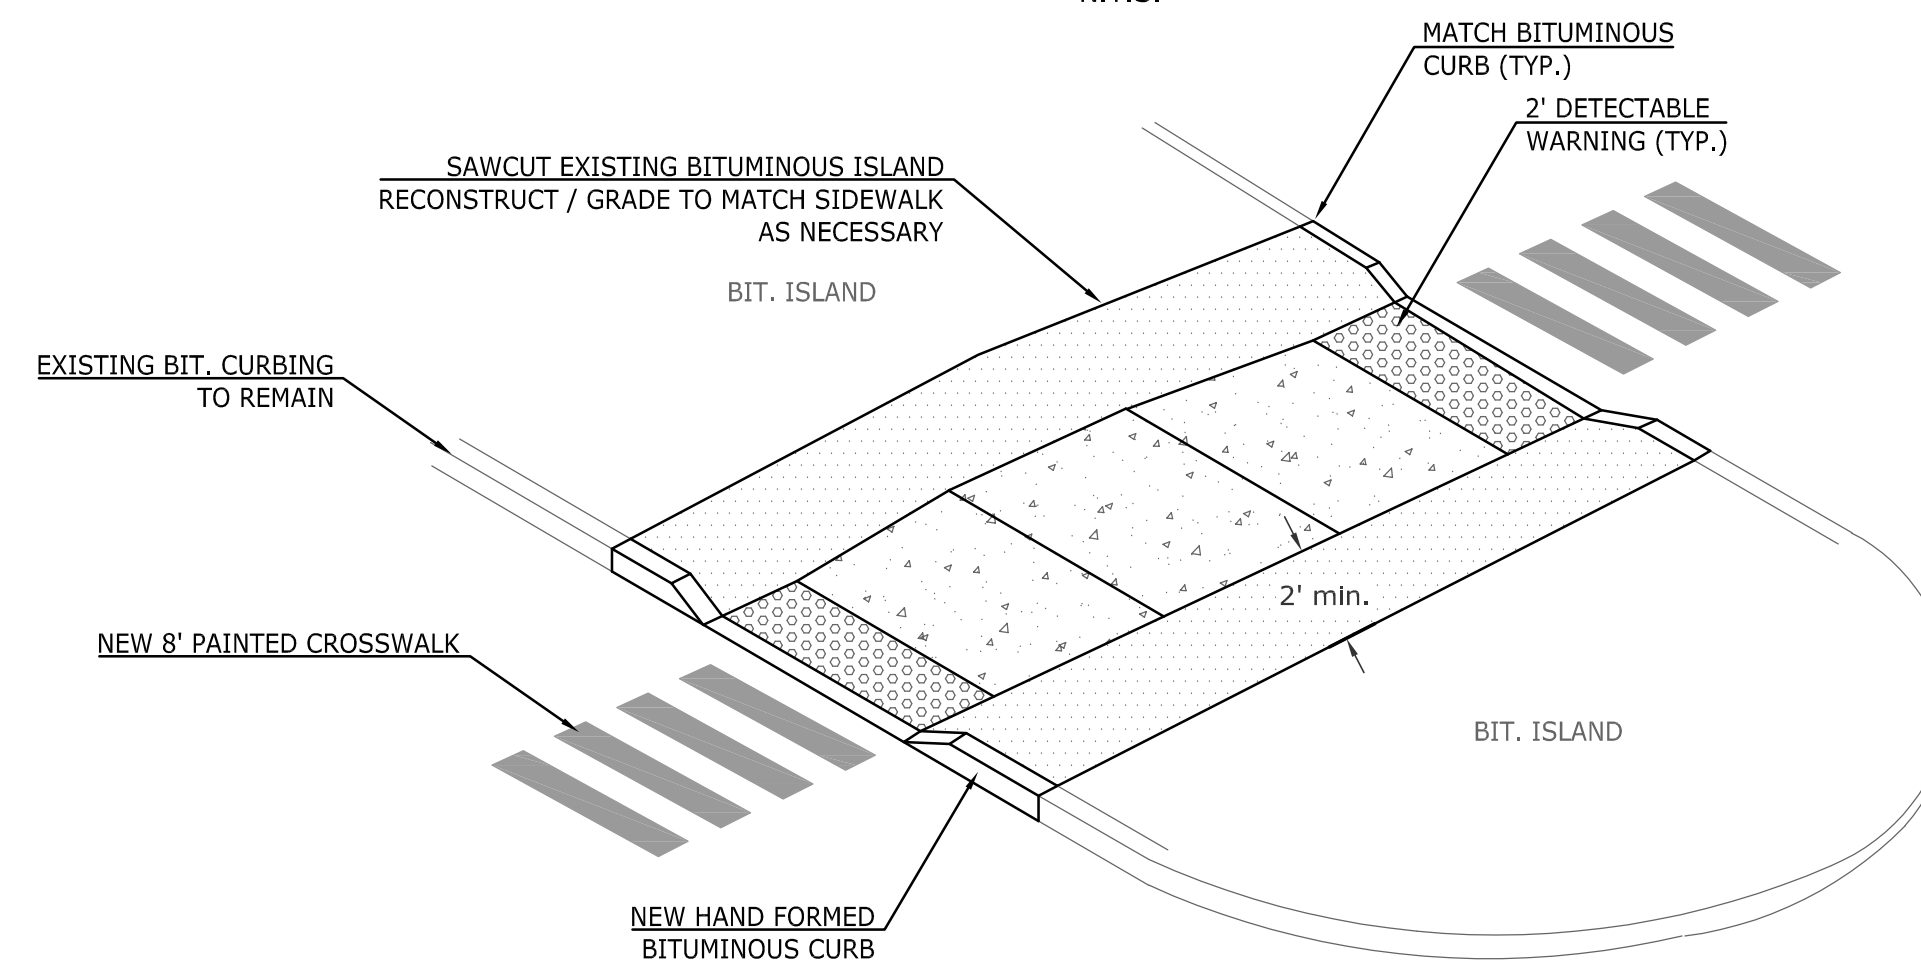 N.T.S.
MATCH BITUMINOUS
CURB (TYP.)
2' DETECTABLE
WARNING (TYP.)
SAWCUT EXISTING BITUMINOUS ISLAND
RECONSTRUCT / GRADE TO MATCH SIDEWALK
AS NECESSARY
BIT. ISLAND
EXISTING BIT. CURBING
TO REMAIN
2' min.
NEW 8' PAINTED CROSSWALK
BIT. ISLAND
NEW HAND FORMED
BITUMINOUS CURB